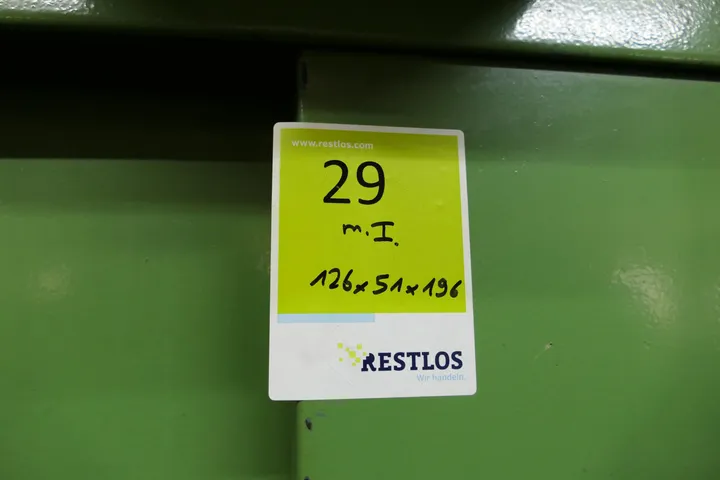 www.restlos.com
29
m. I.
126x51x196
RESTLOS
Wir handeln.